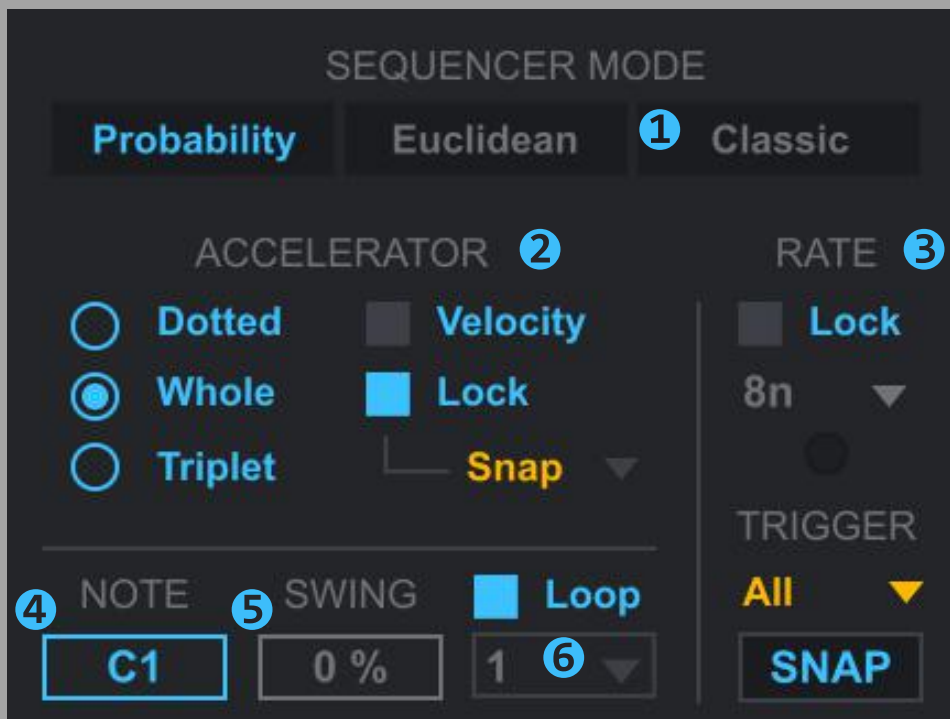 SEQUENCER MODE
Probability Euclidean 1 Classic
ACCELERATOR 2
RATE 3
Dotted Velocity
Lock
Whole Lock
8n
Triplet Snap
TRIGGER
4 NOTE
5 SWING
Loop
All
C1
0 %
1 6
SNAP